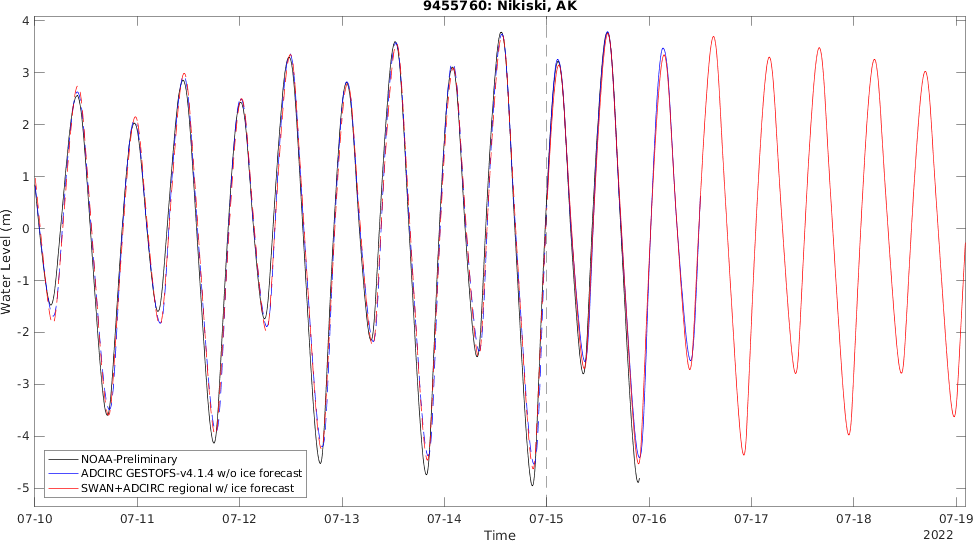 9455760: Nikiski, AK
4
3
2
1
0
-1
-2
-3
-4
-5
Water Level (m)
NOAA-Preliminary
ADCIRC GESTOFS-v4.1.4 w/o ice forecast
SWAN+ADCIRC regional w/ ice forecast
07-10 07-11 07-12 07-13 07-14 07-15 07-16 07-17 07-18 07-19
Time
2022